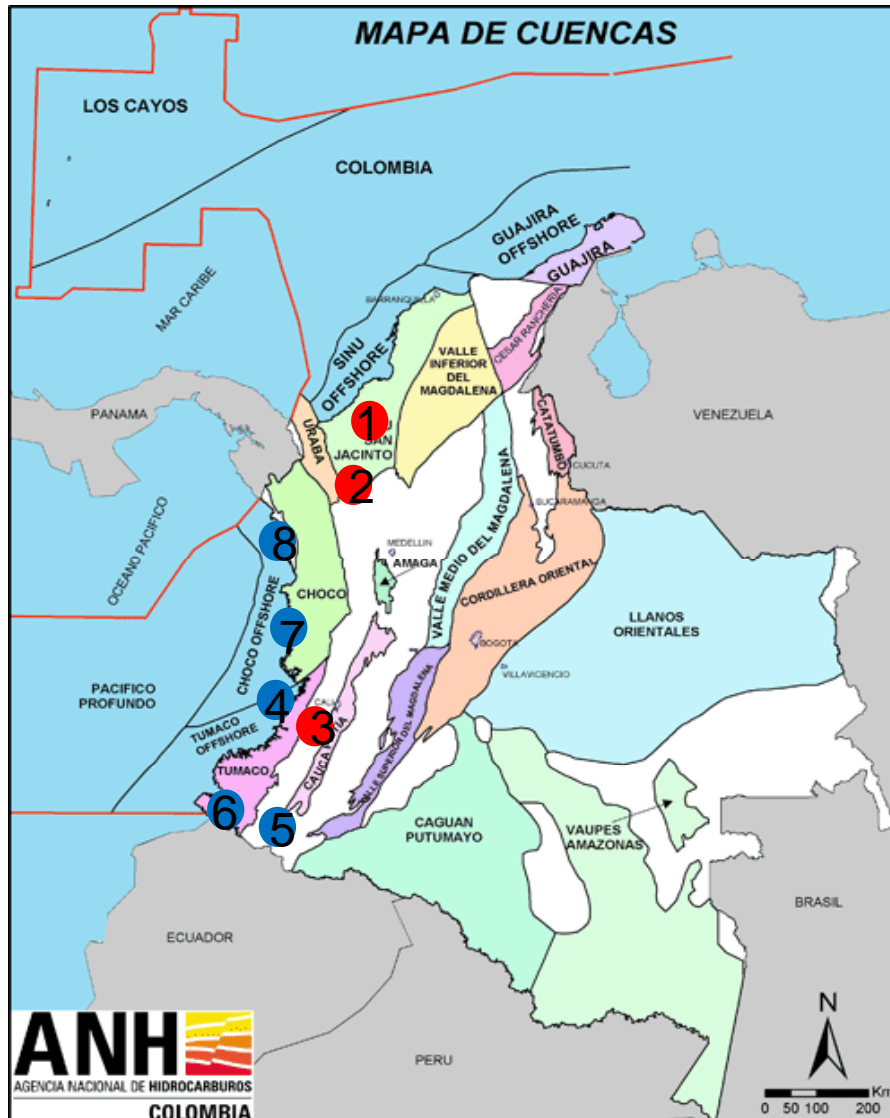 MAPA DE CUENCAS
LOS CAYOS
COLOMBIA
GUAJIRA
OFFSHORE
GUAJIRA
MAR CARIBE
BARRANQUILLA
CESAR RANCHERIA
SINU
OFFSHORE
VALLE
INFERIOR
DEL
MAGDALENA
PANAMA
VENEZUELA
1
U
SAN
JACINTO
URABA
CATATUMBO
CUCUTA
2
BUCARAMANGA
OCEANO PACIFICO
8
MEDELLIN
AMAGA
VALLE MEDIO DEL MAGDALENA
CORDILLERA ORIENTAL
CHOCO
CHOCO OFFSHORE
LLANOS
ORIENTALES
7
BOGOTA
VILLAVICENCIO
PACIFICO
PROFUNDO
4
CALI
3
TUMACO
OFFSHORE
CAUCA
VALLE SUPERIOR DEL MAGDALENA
TUMACO
6
5
CAGUAN
PUTUMAYO
VAUPES
AMAZONAS
BRASIL
ECUADOR
PERU
N
Km
0 50 100 200
ANH
AGENCIA NACIONAL DE HIDROCARBUROS
COLOMBIA